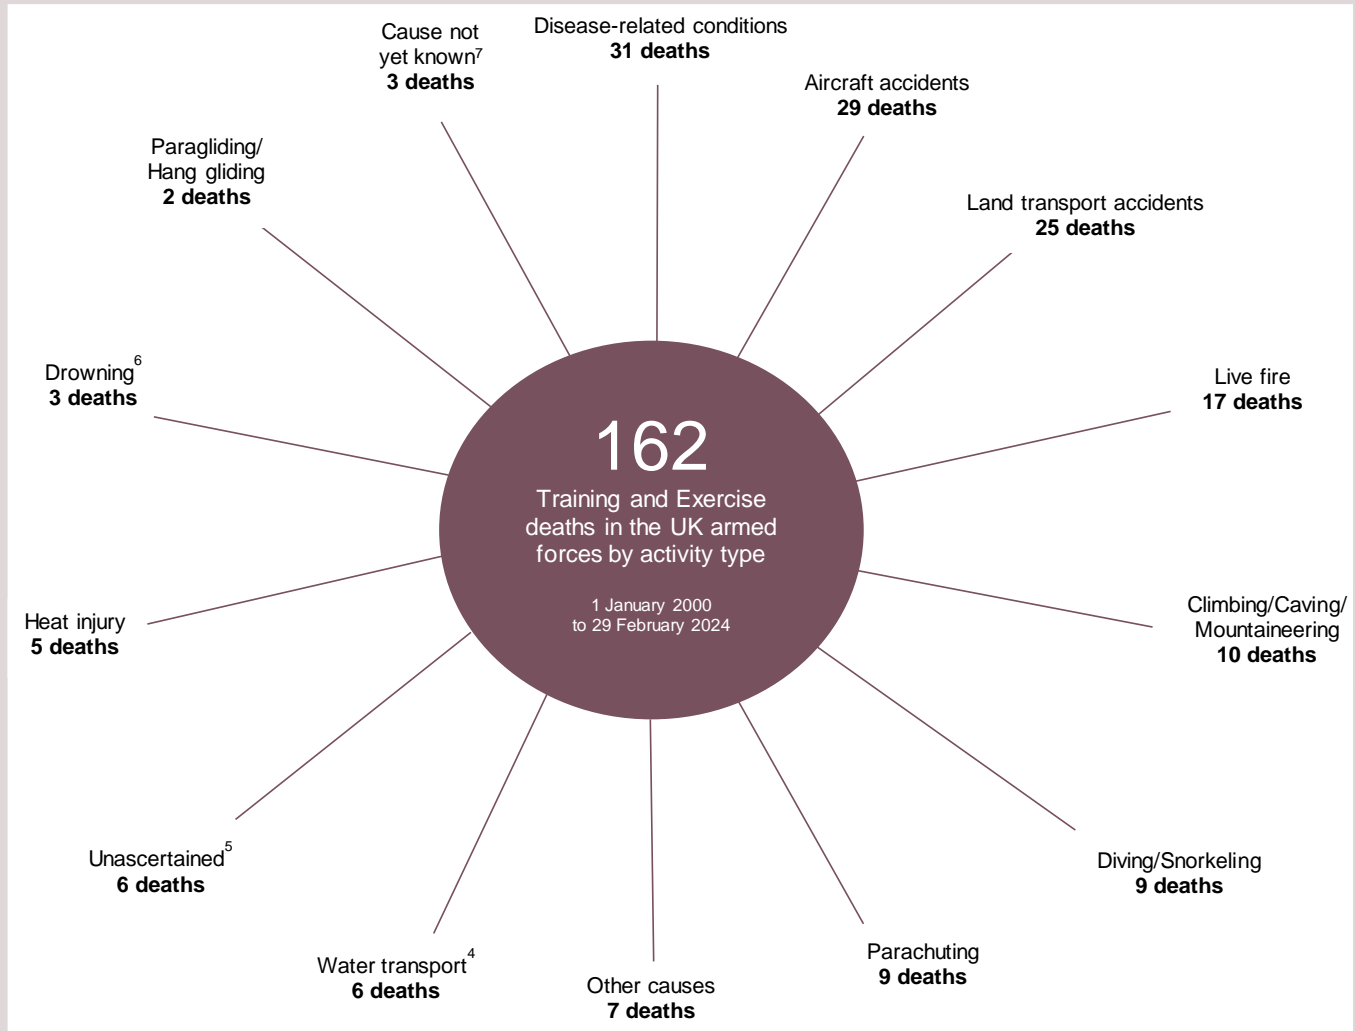 Disease-related conditions
31 deaths
Aircraft accidents
29 deaths
Land transport accidents
25 deaths
Live fire
17 deaths
Climbing/Caving/
Mountaineering
10 deaths
Diving/Snorkeling
9 deaths
Parachuting
9 deaths
Other causes
7 deaths
Water transport⁴
6 deaths
Unascertained⁵
6 deaths
Heat injury
5 deaths
Drowning⁶
3 deaths
Paragliding/
Hang gliding
2 deaths
Cause not
yet known⁷
3 deaths
162
Training and Exercise
deaths in the UK armed
forces by activity type
1 January 2000
to 29 February 2024